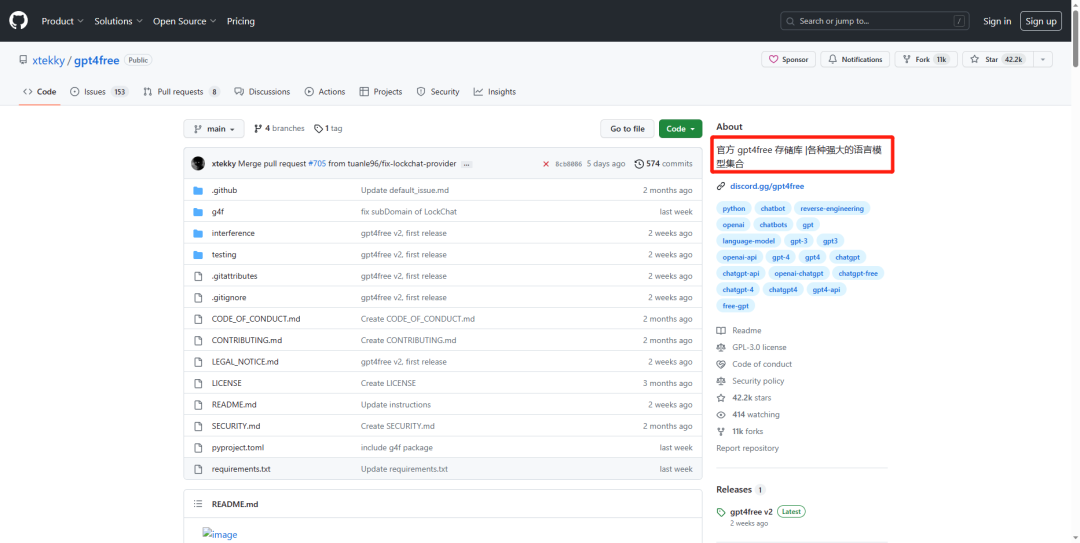 Product Solutions Open Source Pricing Search or jump to... / Sign in Sign up
xtekky / gpt4free Public Sponsor Notifications Fork 11k Star 42.2k
Code Issues 153 Pull requests 8 Discussions Actions Projects Security Insights
main 4 branches 1 tag Go to file Code
xtekky Merge pull request #705 from tuanle96/fix-lockchat-provider ... 8cb8086 5 days ago 574 commits
.github Update default_issue.md 2 months ago
g4f fix subDomain of LockChat last week
interference gpt4free v2, first release 2 weeks ago
testing gpt4free v2, first release 2 weeks ago
.gitattributes gpt4free v2, first release 2 weeks ago
.gitignore gpt4free v2, first release 2 weeks ago
CODE_OF_CONDUCT.md Create CODE_OF_CONDUCT.md 2 months ago
CONTRIBUTING.md Create CONTRIBUTING.md 2 months ago
LEGAL_NOTICE.md gpt4free v2, first release 2 weeks ago
LICENSE Create LICENSE 3 months ago
README.md Update instructions 2 weeks ago
SECURITY.md Create SECURITY.md 2 months ago
pyproject.toml include g4f package last week
requirements.txt Update requirements.txt last week
README.md
image
About
官方 gpt4free 存储库 |各种强大的语言模
型集合
discord.gg/gpt4free
python chatbot reverse-engineering
openai chatbots gpt
language-model gpt-3 gpt3
openai-api gpt-4 gpt4 chatgpt
chatgpt-api openai-chatgpt chatgpt-free
chatgpt-4 chatgpt4 gpt4-api
free-gpt
Readme
GPL-3.0 license
Code of conduct
Security policy
42.2k stars
414 watching
11k forks
Report repository
Releases 1
gpt4free v2 Latest
2 weeks ago